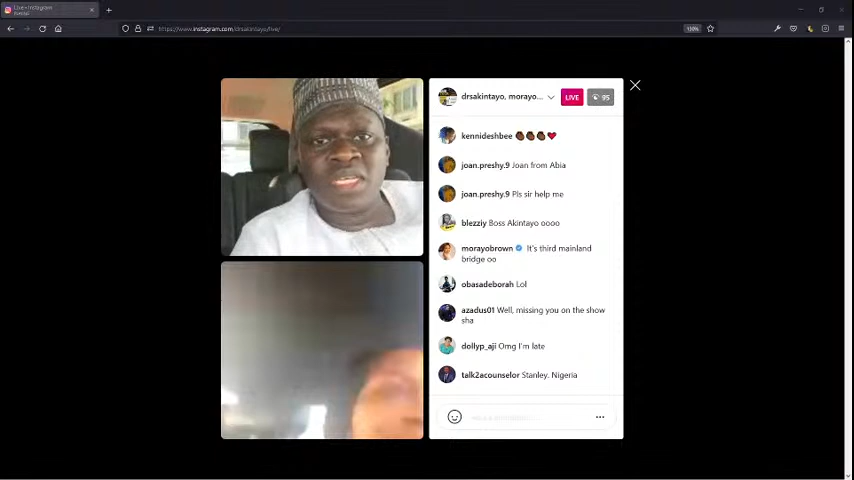 Live • Instagram
https://www.instagram.com/drsakintayo/live/
120%
drsakintayo, morayo...
LIVE
95
kennideshbee
joan.preshy.9 Joan from Abia
joan.preshy.9 Pls sir help me
blezziy Boss Akintayo oooo
morayobrown It's third mainland
bridge oo
obasadeborah Lol
azadus01 Well, missing you on the show
sha
dollyp_aji Omg I'm late
talk2acounselor Stanley. Nigeria